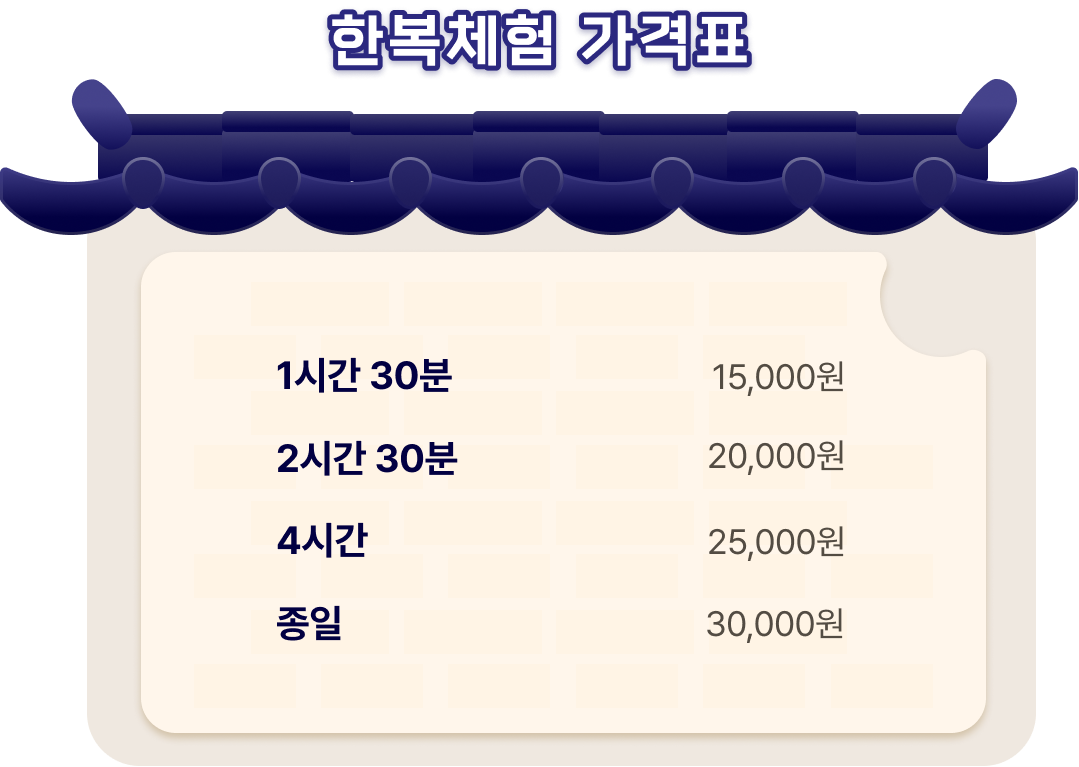 한복체험 가격표
1시간 30분 15,000원
2시간 30분 20,000원
4시간 25,000원
종일 30,000원